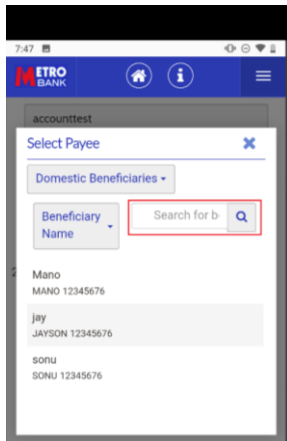 7:47
METRO
BANK
accounttest
Select Payee
Domestic Beneficiaries
Beneficiary
Name
Search for b
Mano
MANO 12345676
jay
JAYSON 12345676
sonu
SONU 12345676